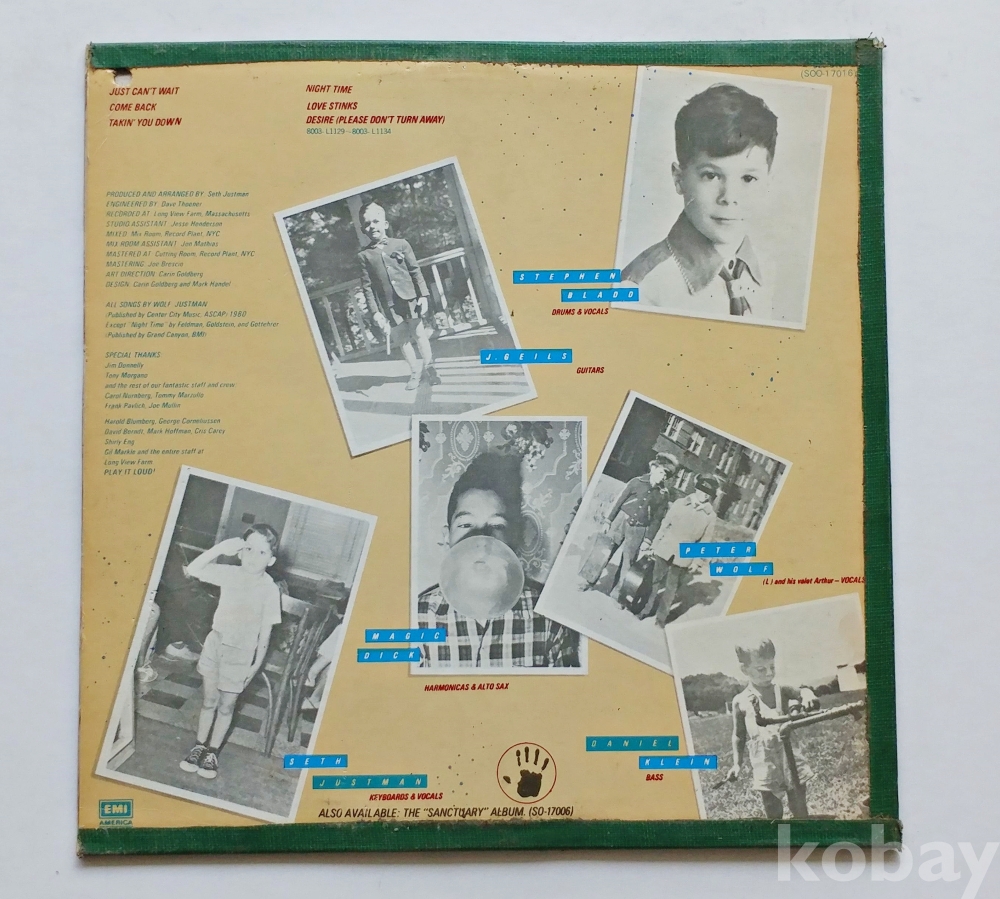 (SOO-17016)
JUST CAN'T WAIT
COME BACK
TAKIN' YOU DOWN
NIGHT TIME
LOVE STINKS
DESIRE (PLEASE DON'T TURN AWAY)
8003-L1129—8003-L1134
PRODUCED AND ARRANGED BY: Seth Justman
ENGINEERED BY: Dave Thoener
RECORDED AT: Long View Farm, Massachusetts
STUDIO ASSISTANT: Jesse Henderson
MIXED: Mix Room, Record Plant, NYC
MIX ROOM ASSISTANT: Jon Mathias
MASTERED AT: Cutting Room, Record Plant, NYC
MASTERING: Joe Brescio
ART DIRECTION: Carin Goldberg
DESIGN: Carin Goldberg and Mark Handel
ALL SONGS BY WOLF JUSTMAN
(Published by Center City Music, ASCAP) 1980
Except "Night Time" by Feldman, Goldstein, and Gottehrer
(Published by Grand Canyon, BMI)
SPECIAL THANKS
Jim Donnelly
Tony Morgano
and the rest of our fantastic staff and crew
Carol Nurnberg, Tommy Marzullo
Frank Pavlich, Joe Mullin
Harold Blumberg, George Corneliussen
David Bernitt, Mark Hoffman, Cris Carey
Shirly Eng
Gil Markle and the entire staff at
Long View Farm
PLAY IT LOUD!
STEPHEN
BLADD
DRUMS & VOCALS
J. GEILS
GUITARS
PETER
WOLF
(L) and his valet Arthur—VOCALS
MAGIC
DICK
HARMONICAS & ALTO SAX
DANIEL
KLEIN
BASS
SETH
JUSTMAN
KEYBOARDS & VOCALS
ALSO AVAILABLE: THE "SANCTUARY" ALBUM. (SO-17006)
EMI
AMERICA
kobay